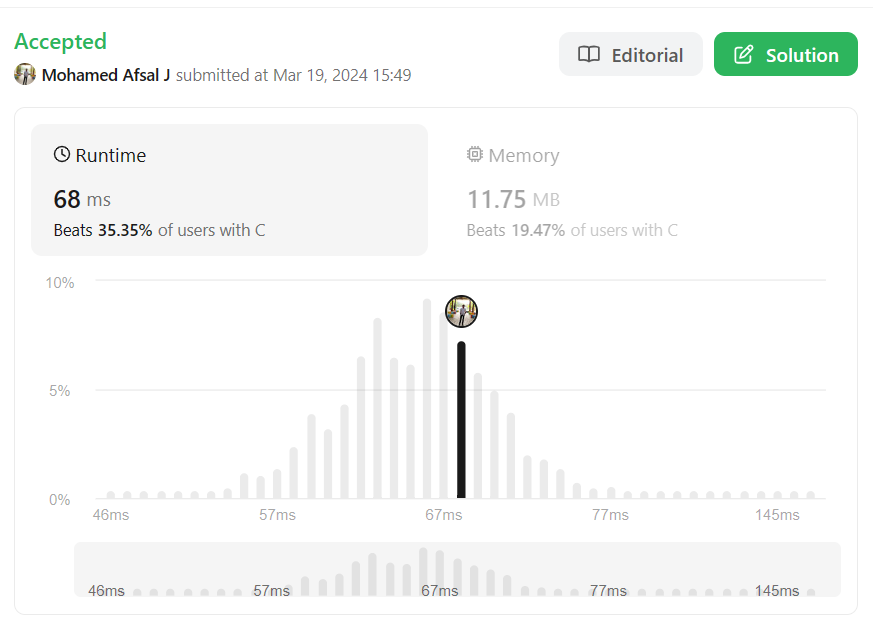 Accepted
Mohamed Afsal J submitted at Mar 19, 2024 15:49
Editorial
Solution
Runtime
68 ms
Beats 35.35% of users with C
Memory
11.75 MB
Beats 19.47% of users with C
10%
5%
0%
46ms 57ms 67ms 77ms 145ms
46ms 57ms 67ms 77ms 145ms